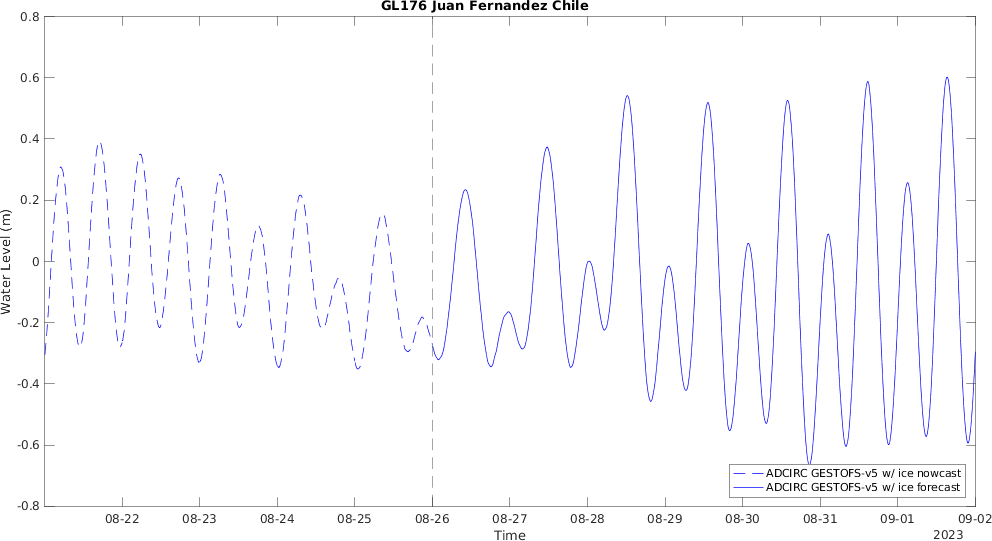 GL176 Juan Fernandez Chile
0.8
0.6
0.4
0.2
0
-0.2
-0.4
-0.6
-0.8
Water Level (m)
ADCIRC GESTOFS-v5 w/ ice nowcast
ADCIRC GESTOFS-v5 w/ ice forecast
08-22 08-23 08-24 08-25 08-26 08-27 08-28 08-29 08-30 08-31 09-01 09-02
Time
2023